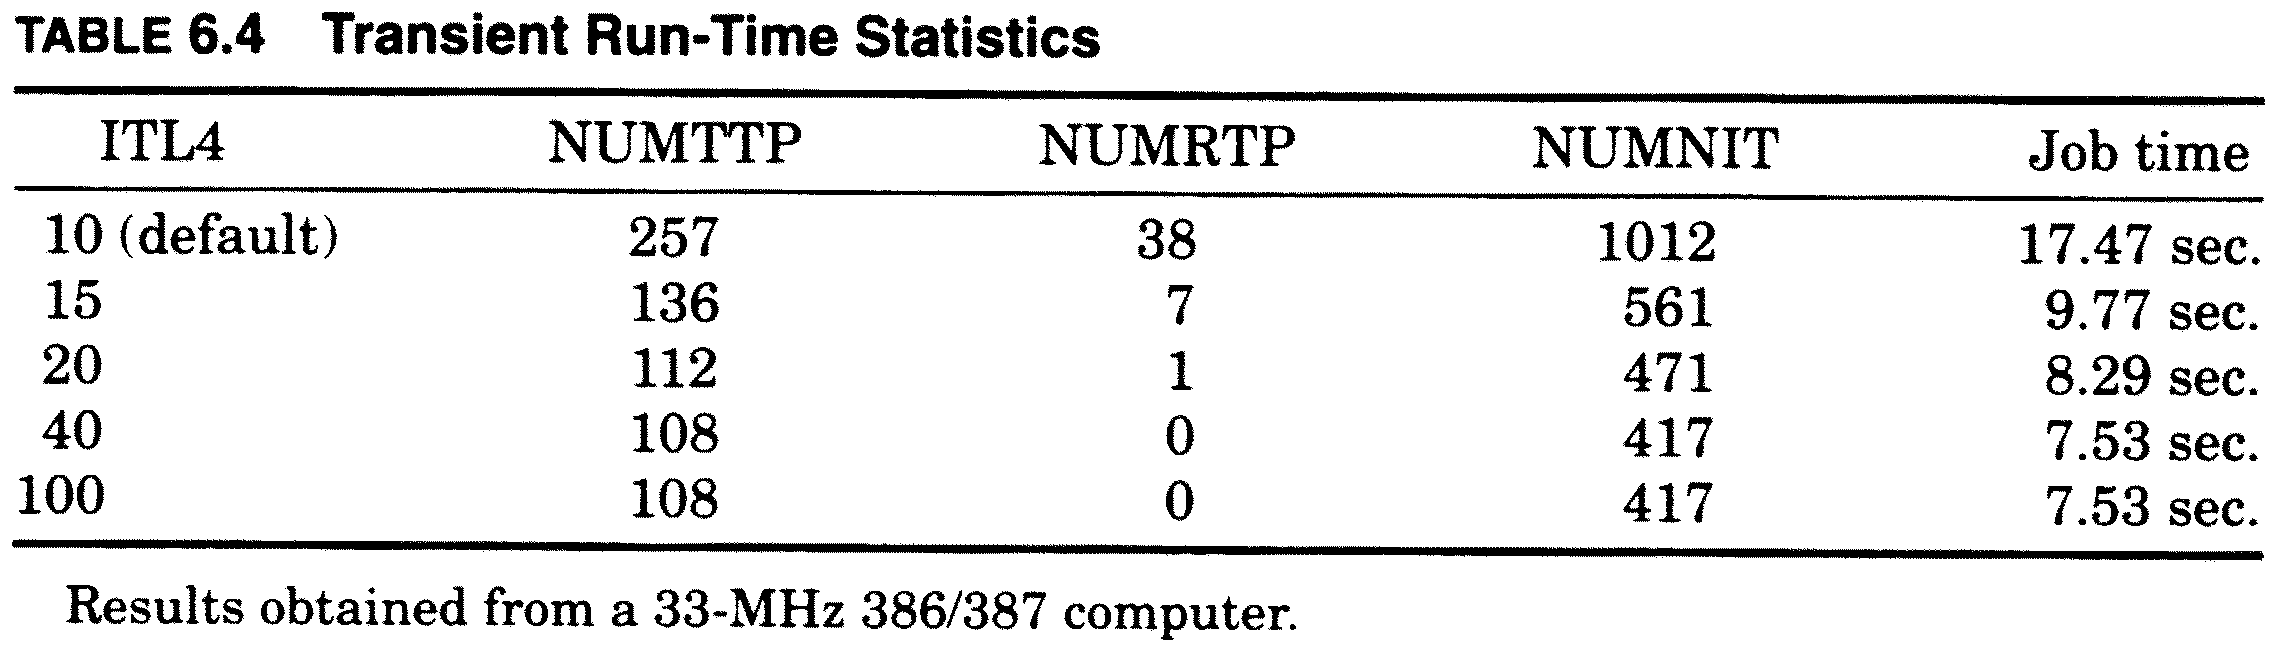 TABLE 6.4 Transient Run-Time Statistics
ITL4 NUMTTP NUMRTP NUMNIT Job time
10 (default) 257 38 1012 17.47 sec.
15 136 7 561 9.77 sec.
20 112 1 471 8.29 sec.
40 108 0 417 7.53 sec.
100 108 0 417 7.53 sec.
Results obtained from a 33-MHz 386/387 computer.